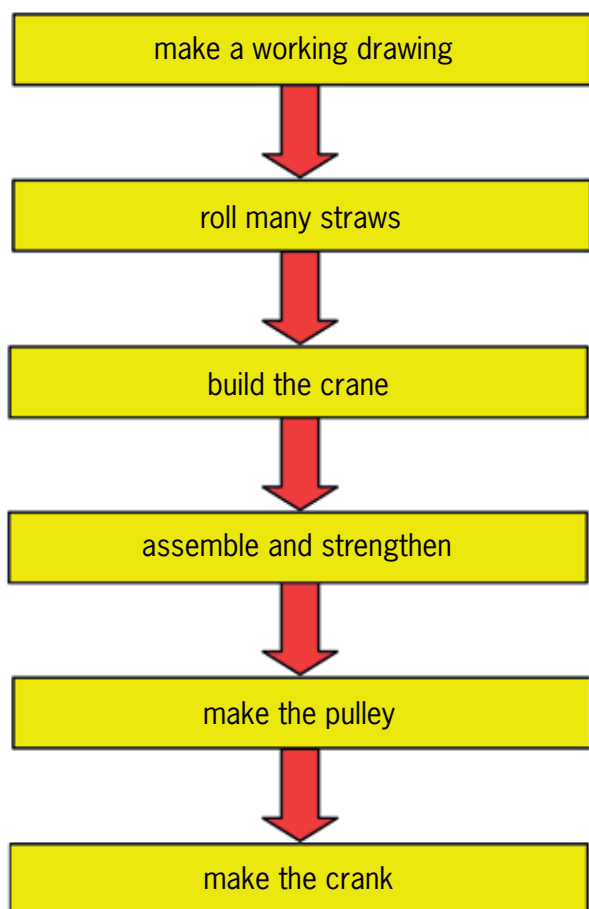 make a working drawing
roll many straws
build the crane
assemble and strengthen
make the pulley
make the crank